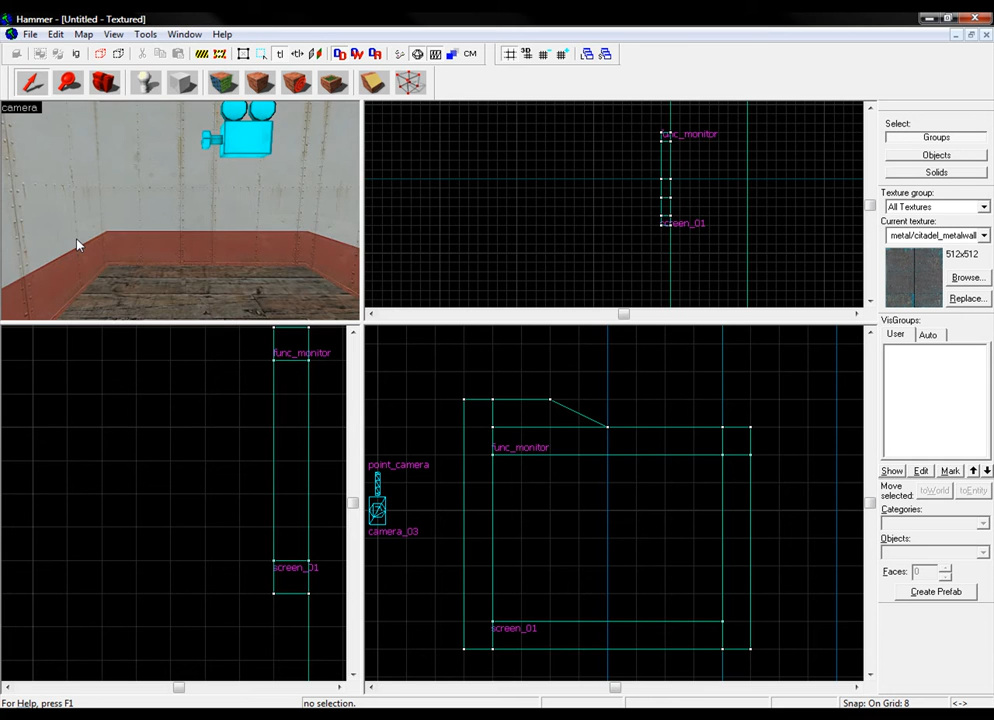 Hammer - [Untitled - Textured]
File Edit Map View Tools Window Help
ig tl CM
camera
func_monitor
screen_01
func_monitor
screen_01
func_monitor
point_camera
camera_03
screen_01
Select:
Groups
Objects
Solids
Texture group:
All Textures
Current texture:
metal/citadel_metalwall
512x512
Browse...
Replace...
VisGroups:
User Auto
Show Edit Mark
Move
selected: toWorld toEntity
Categories:
Objects:
Faces: 0
Create Prefab
For Help, press F1 no selection. Snap: On Grid: 8 <->